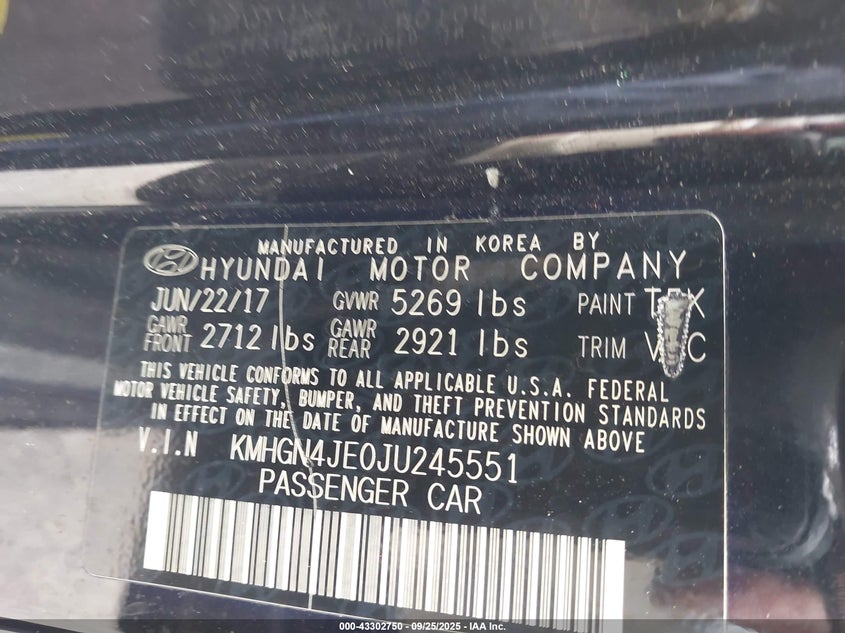 MANUFACTURED IN KOREA BY
HYUNDAI MOTOR COMPANY
JUN/22/17 GVWR 5269 lbs PAINT
GAWR FRONT 2712 lbs GAWR REAR 2921 lbs TRIM
THIS VEHICLE CONFORMS TO ALL APPLICABLE U.S.A. FEDERAL
MOTOR VEHICLE SAFETY, BUMPER, AND THEFT PREVENTION STANDARDS
IN EFFECT ON THE DATE OF MANUFACTURE SHOWN ABOVE
V.I.N KMHGN4JE0JU245551
PASSENGER CAR
000-43302750 - 09/25/2025 - IAA Inc.